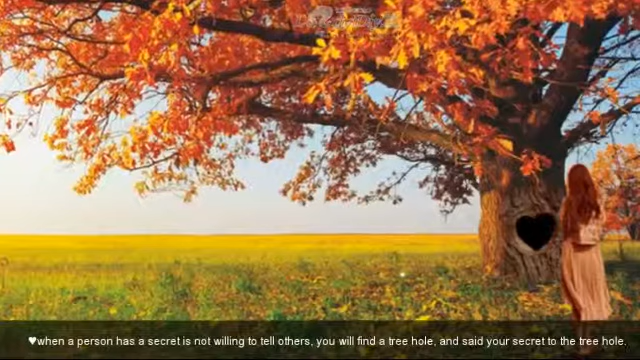 ♥when a person has a secret is not willing to tell others, you will find a tree hole, and said your secret to the tree hole.